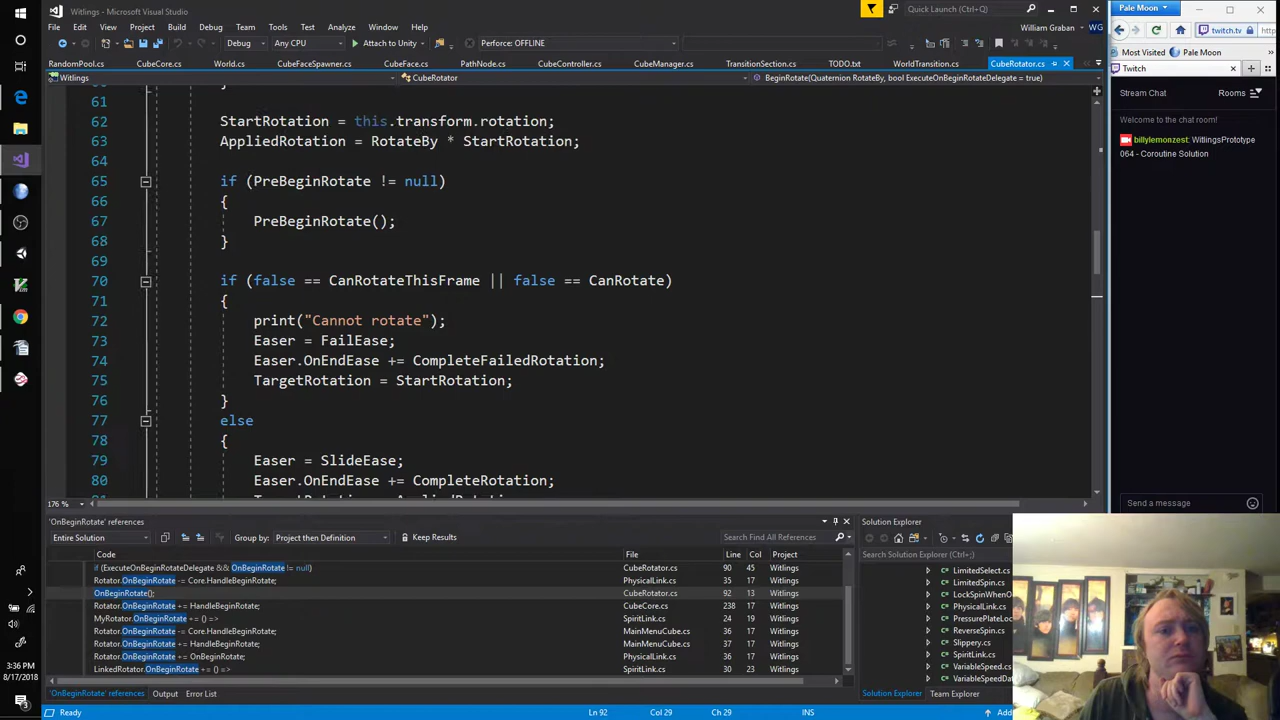 Witlings - Microsoft Visual Studio
Quick Launch (Ctrl+Q)
File Edit View Project Build Debug Team Tools Test Analyze Window Help
William Graban WG
Debug Any CPU Attach to Unity Perforce: OFFLINE
RandomPool.cs CubeCore.cs World.cs CubeFaceSpawner.cs CubeFace.cs PathNode.cs CubeController.cs CubeManager.cs TransitionSection.cs TODO.txt WorldTransition.cs CubeRotator.cs
Witlings CubeRotator BeginRotate(Quaternion RotateBy, bool ExecuteOnBeginRotateDelegate = true)
61
62 StartRotation = this.transform.rotation;
63 AppliedRotation = RotateBy * StartRotation;
64
65 if (PreBeginRotate != null)
66 {
67 PreBeginRotate();
68 }
69
70 if (false == CanRotateThisFrame || false == CanRotate)
71 {
72 print("Cannot rotate");
73 Easer = FailEase;
74 Easer.OnEndEase += CompleteFailedRotation;
75 TargetRotation = StartRotation;
76 }
77 else
78 {
79 Easer = SlideEase;
80 Easer.OnEndEase += CompleteRotation;
176 %
'OnBeginRotate' references
Entire Solution Group by: Project then Definition Keep Results Search Find All References
Code File Line Col Project
if (ExecuteOnBeginRotateDelegate && OnBeginRotate != null) CubeRotator.cs 90 45 Witlings
Rotator.OnBeginRotate -= Core.HandleBeginRotate; PhysicalLink.cs 35 17 Witlings
OnBeginRotate(); CubeRotator.cs 92 13 Witlings
Rotator.OnBeginRotate += HandleBeginRotate; CubeCore.cs 238 17 Witlings
MyRotator.OnBeginRotate += () => SpiritLink.cs 24 19 Witlings
Rotator.OnBeginRotate -= Core.HandleBeginRotate; MainMenuCube.cs 36 17 Witlings
Rotator.OnBeginRotate += HandleBeginRotate; MainMenuCube.cs 37 17 Witlings
Rotator.OnBeginRotate += OnBeginRotate; PhysicalLink.cs 36 17 Witlings
LinkedRotator.OnBeginRotate += () => SpiritLink.cs 30 23 Witlings
'OnBeginRotate' references Output Error List
Ready Ln 92 Col 29 Ch 29 INS
Solution Explorer
Search Solution Explorer
LimitedSelect.cs
LimitedSpin.cs
LockSpinWhenO
PhysicalLink.cs
PressurePlateLoc
ReverseSpin.cs
Slippery.cs
SpiritLink.cs
VariableSpeed.cs
VariableSpeedDa
Solution Explorer Team Explorer
Pale Moon
twitch.tv
Most Visited Pale Moon
Twitch
Stream Chat Rooms
Welcome to the chat room!
billylemonzest: WitlingsPrototype
064 - Coroutine Solution
Send a message
3:36 PM
8/17/2018